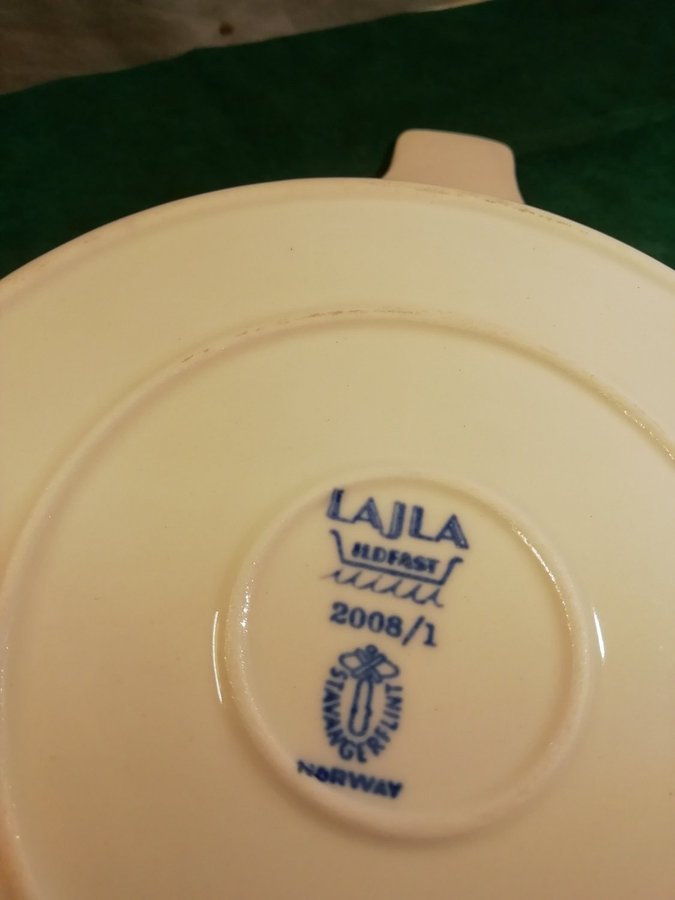 LAJLA
ILDFAST
2008/1
STAVANGERFLINT
NORWAY